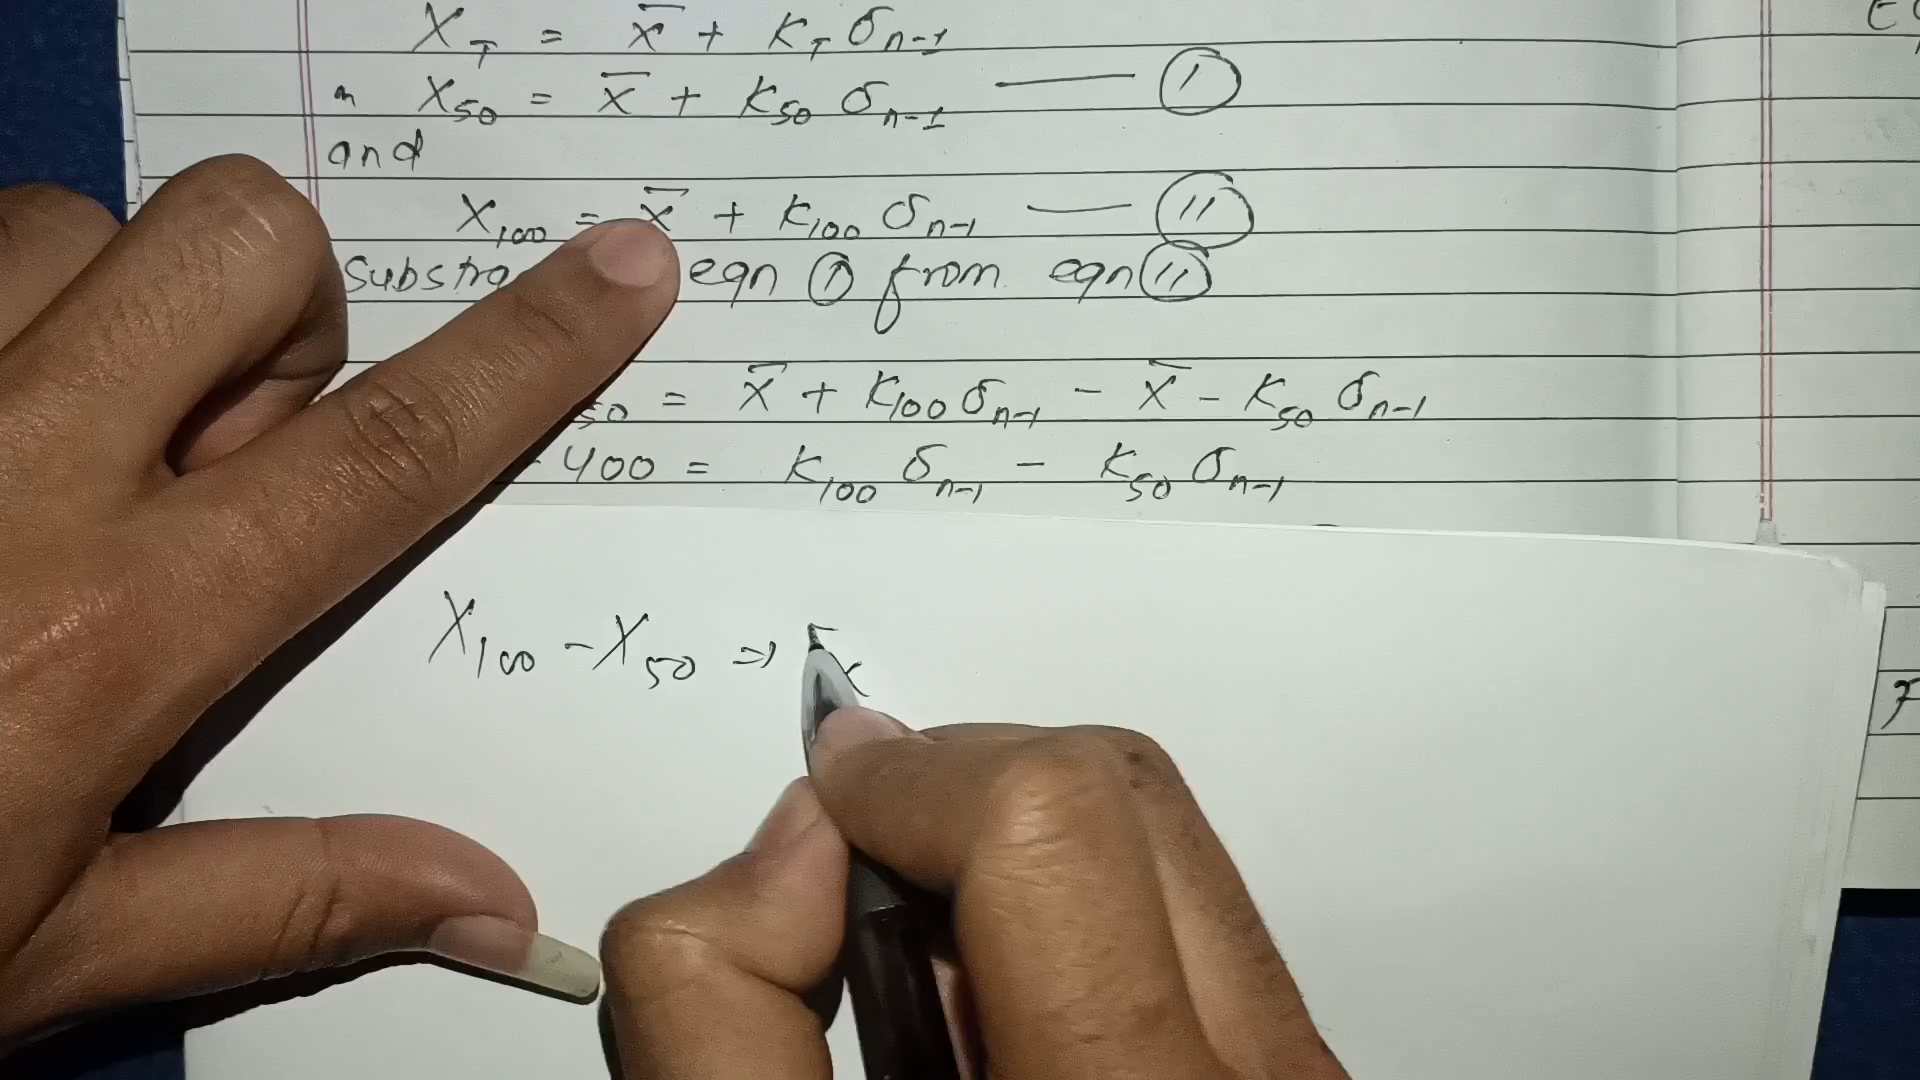 X_T = x̄ + K_T σ_n-1
X_50 = x̄ + K_50 σ_n-1 —— (I)
and
X_100 = x̄ + K_100 σ_n-1 —— (II)
eqn (I) from eqn (II)
50 = x̄ + K_100 σ_n-1 - x̄ - K_50 σ_n-1
- 400 = K_100 σ_n-1 - K_50 σ_n-1
X_100 - X_50 ⇒